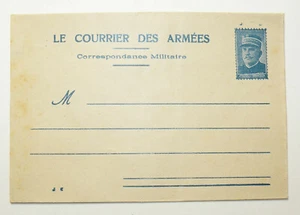 LE COURRIER DES ARMÉES
Correspondance Militaire
M
J E